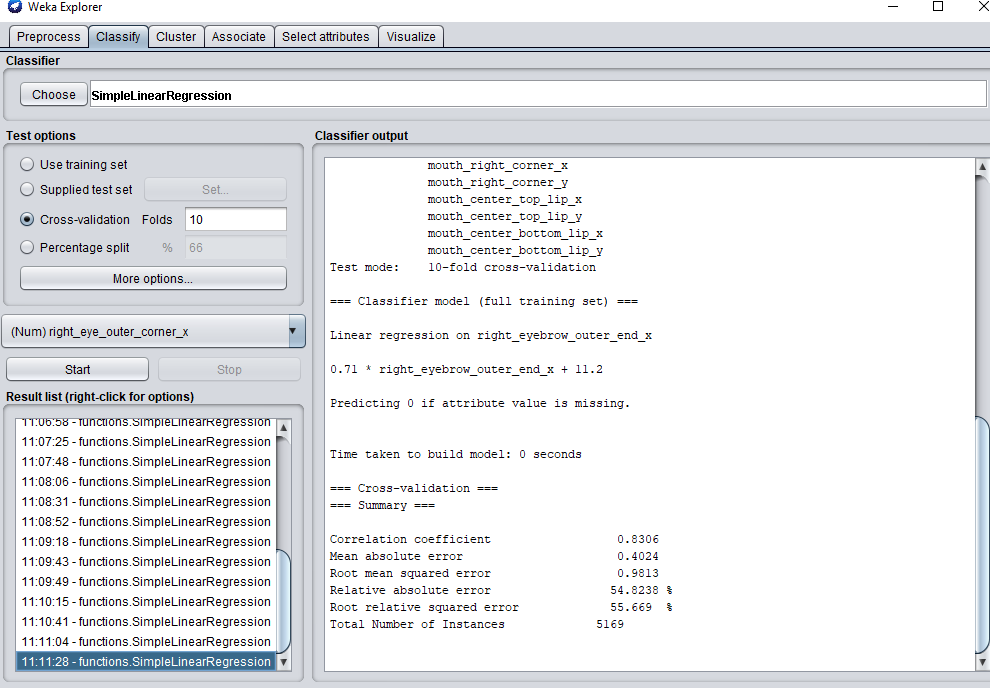 Weka Explorer
Preprocess Classify Cluster Associate Select attributes Visualize
Classifier
Choose SimpleLinearRegression
Test options
Use training set
Supplied test set Set...
Cross-validation Folds 10
Percentage split % 66
More options...
(Num) right_eye_outer_corner_x
Start Stop
Result list (right-click for options)
11:06:58 - functions.SimpleLinearRegression
11:07:25 - functions.SimpleLinearRegression
11:07:48 - functions.SimpleLinearRegression
11:08:06 - functions.SimpleLinearRegression
11:08:31 - functions.SimpleLinearRegression
11:08:52 - functions.SimpleLinearRegression
11:09:18 - functions.SimpleLinearRegression
11:09:43 - functions.SimpleLinearRegression
11:09:49 - functions.SimpleLinearRegression
11:10:15 - functions.SimpleLinearRegression
11:10:41 - functions.SimpleLinearRegression
11:11:04 - functions.SimpleLinearRegression
11:11:28 - functions.SimpleLinearRegression
Classifier output
mouth_right_corner_x
mouth_right_corner_y
mouth_center_top_lip_x
mouth_center_top_lip_y
mouth_center_bottom_lip_x
mouth_center_bottom_lip_y
Test mode: 10-fold cross-validation
=== Classifier model (full training set) ===
Linear regression on right_eyebrow_outer_end_x
0.71 * right_eyebrow_outer_end_x + 11.2
Predicting 0 if attribute value is missing.
Time taken to build model: 0 seconds
=== Cross-validation ===
=== Summary ===
Correlation coefficient 0.8306
Mean absolute error 0.4024
Root mean squared error 0.9813
Relative absolute error 54.8238 %
Root relative squared error 55.669 %
Total Number of Instances 5169